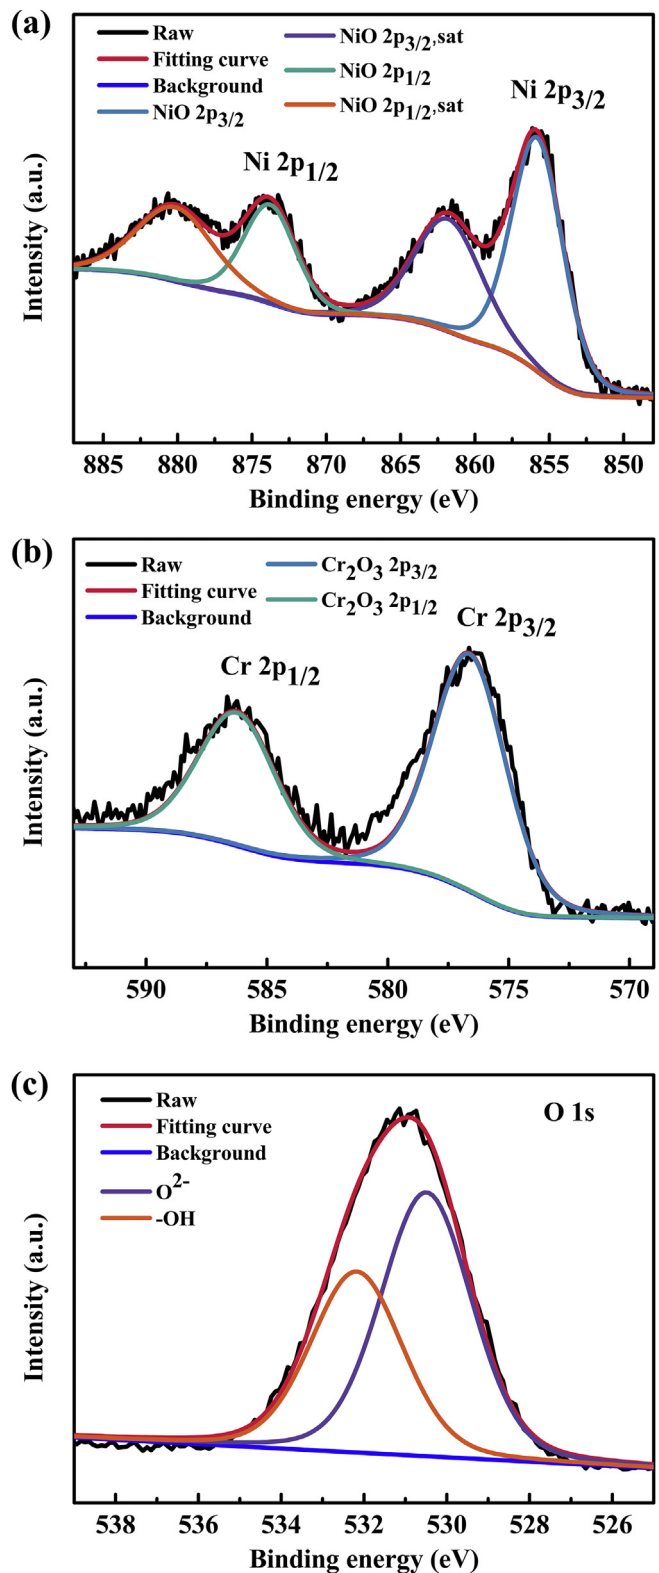 (a)
Raw
Fitting curve
Background
NiO 2p3/2
NiO 2p3/2,sat
NiO 2p1/2
NiO 2p1/2,sat
Ni 2p3/2
Ni 2p1/2
Intensity (a.u.)
885 880 875 870 865 860 855 850
Binding energy (eV)
(b)
Raw
Fitting curve
Background
Cr2O3 2p3/2
Cr2O3 2p1/2
Cr 2p3/2
Cr 2p1/2
Intensity (a.u.)
590 585 580 575 570
Binding energy (eV)
(c)
Raw
Fitting curve
Background
O2-
-OH
O 1s
Intensity (a.u.)
538 536 534 532 530 528 526
Binding energy (eV)